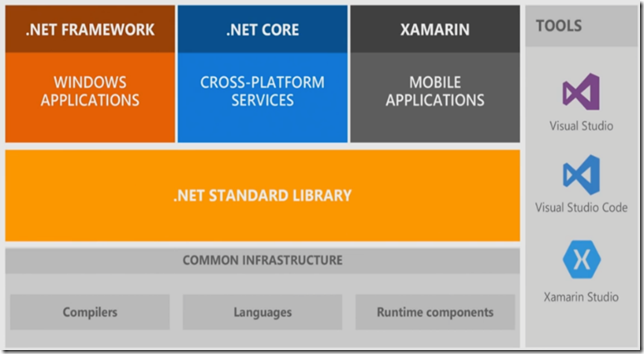 .NET FRAMEWORK
WINDOWS
APPLICATIONS
.NET CORE
CROSS-PLATFORM
SERVICES
XAMARIN
MOBILE
APPLICATIONS
.NET STANDARD LIBRARY
COMMON INFRASTRUCTURE
Compilers
Languages
Runtime components
TOOLS
Visual Studio
Visual Studio Code
Xamarin Studio